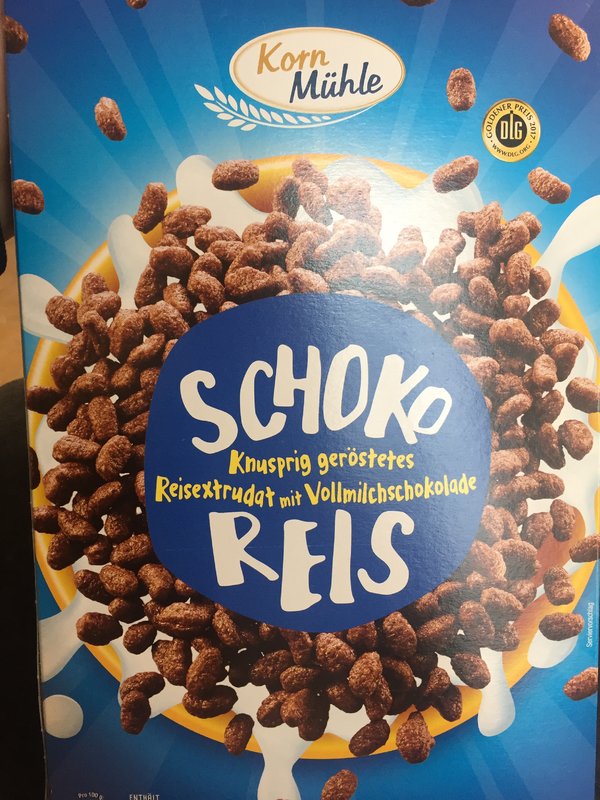 Korn
Mühle
GOLDENER PREIS 2017
DLG
WWW.DLG.ORG
SCHOKO
Knusprig geröstetes
Reisextrudat mit Vollmilchschokolade
REIS
Serviervorschlag
Pro 100 g:
ENTHÄLT